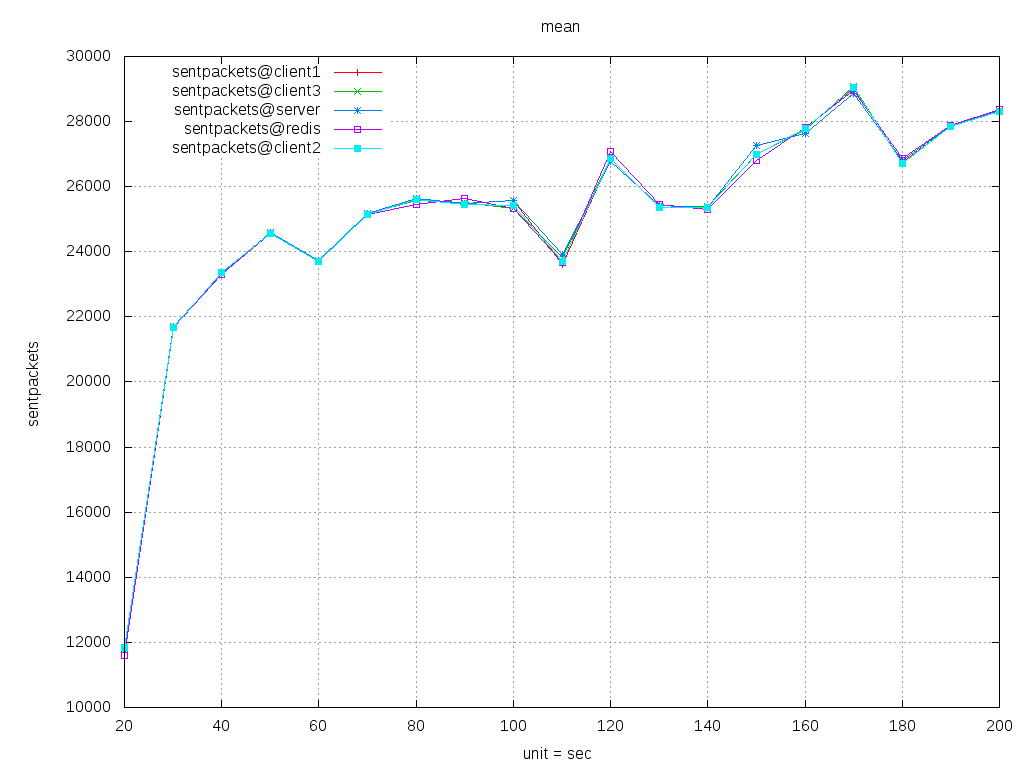 mean
30000
28000
26000
24000
22000
20000
18000
16000
14000
12000
10000
sentpackets@client1
sentpackets@client3
sentpackets@server
sentpackets@redis
sentpackets@client2
sentpackets
20 40 60 80 100 120 140 160 180 200
unit = sec